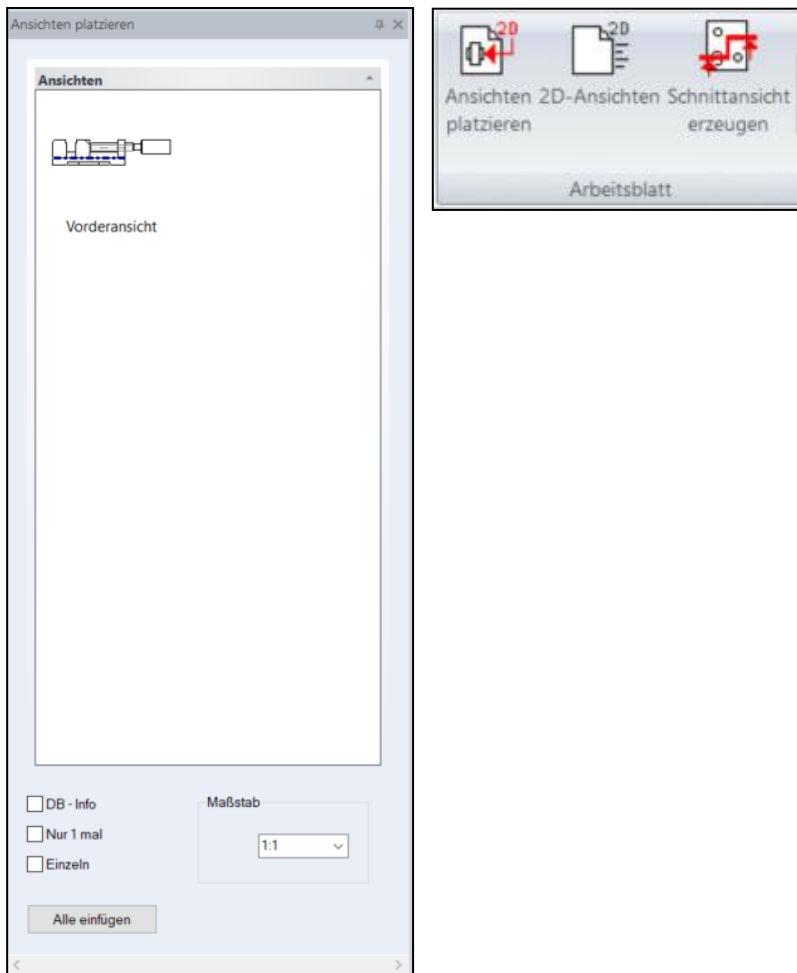 Ansichten platzieren
Ansichten
Vorderansicht
DB - Info
Nur 1 mal
Einzeln
Maßstab
1:1
Alle einfügen
2D
2D
Ansichten 2D-Ansichten Schnittansicht
platzieren erzeugen
Arbeitsblatt